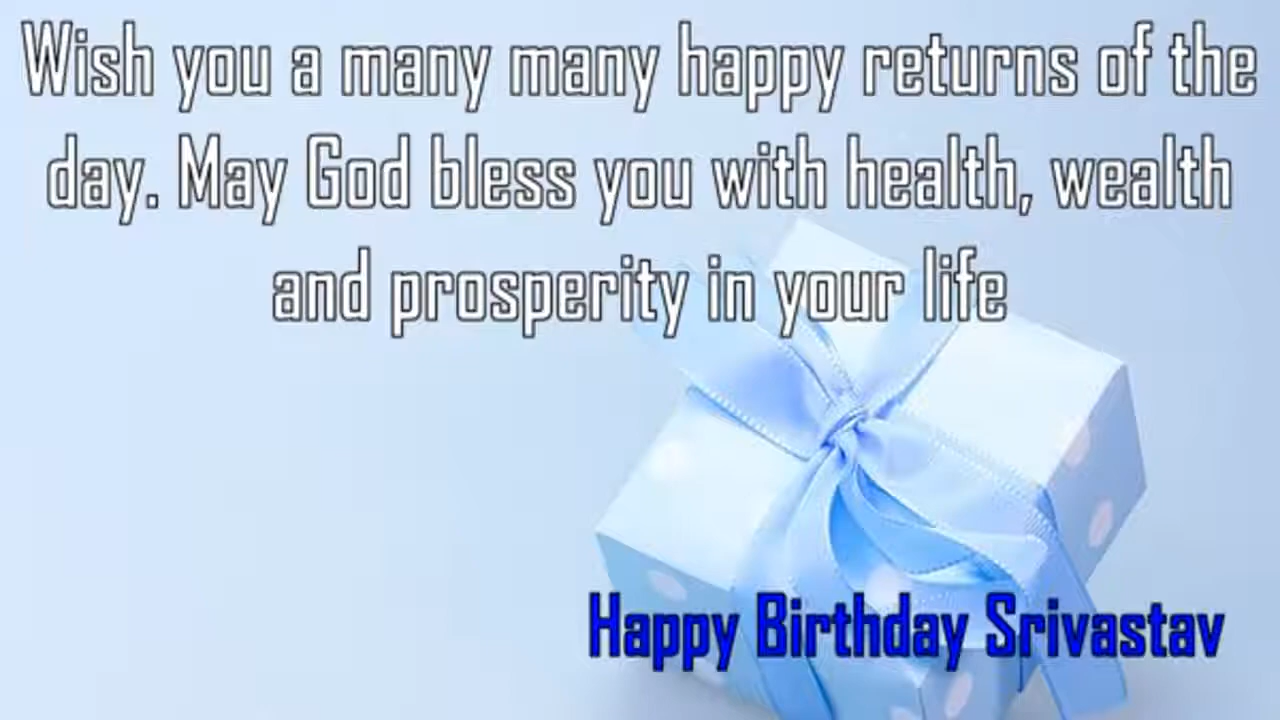 Wish you a many many happy returns of the
day. May God bless you with health, wealth
and prosperity in your life
Happy Birthday Srivastav